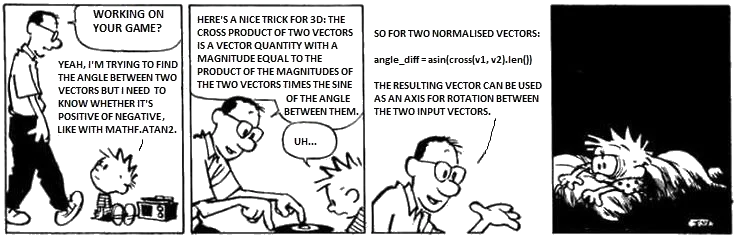 WORKING ON
YOUR GAME?
YEAH, I'M TRYING TO FIND
THE ANGLE BETWEEN TWO
VECTORS BUT I NEED TO
KNOW WHETHER IT'S
POSITIVE OF NEGATIVE,
LIKE WITH MATHF.ATAN2.
HERE'S A NICE TRICK FOR 3D: THE
CROSS PRODUCT OF TWO VECTORS
IS A VECTOR QUANTITY WITH A
MAGNITUDE EQUAL TO THE
PRODUCT OF THE MAGNITUDES OF
THE TWO VECTORS TIMES THE SINE
OF THE ANGLE
BETWEEN THEM.
UH...
SO FOR TWO NORMALISED VECTORS:
angle_diff = asin(cross(v1, v2).len())
THE RESULTING VECTOR CAN BE USED
AS AN AXIS FOR ROTATION BETWEEN
THE TWO INPUT VECTORS.